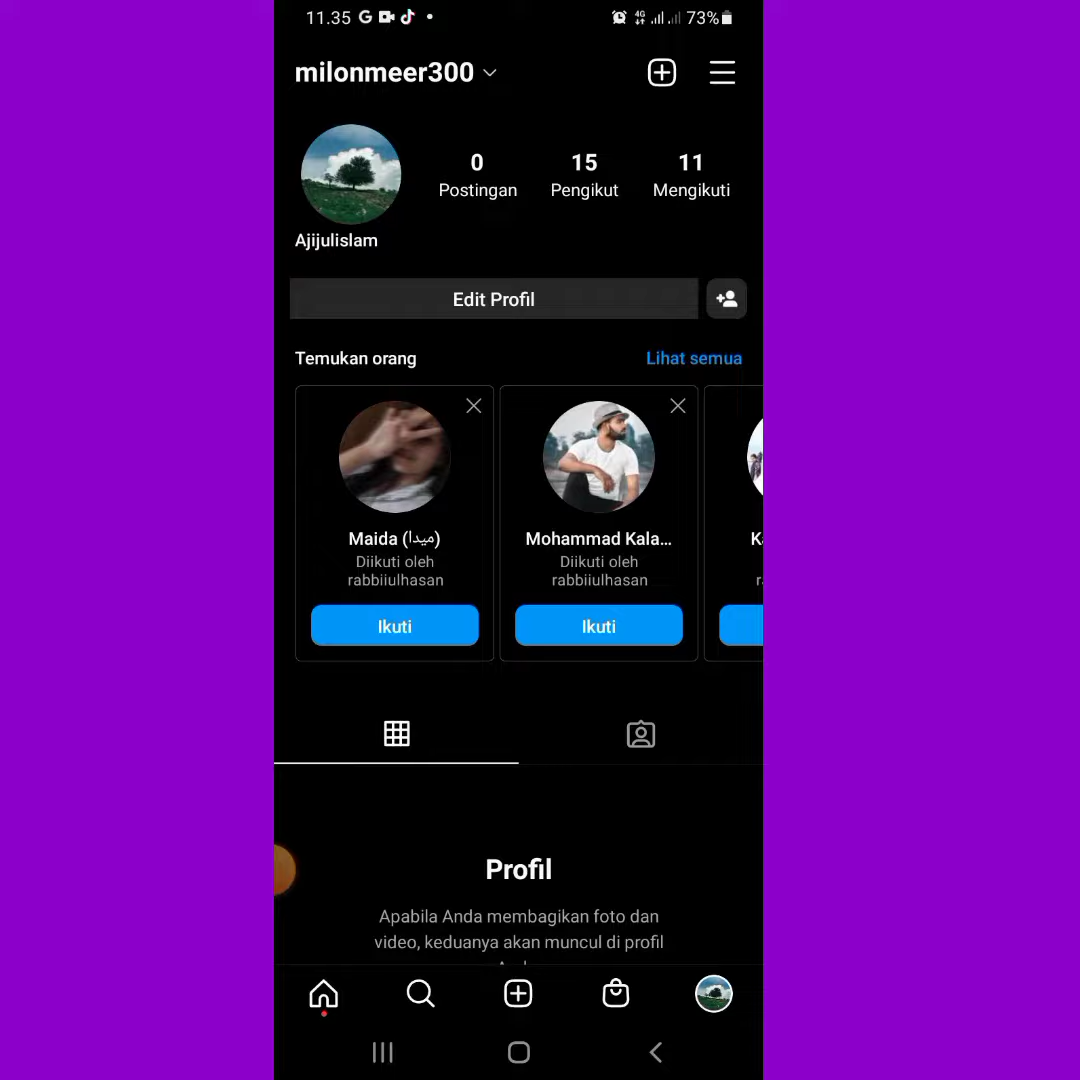 11.35 G
4G 73%
milonmeer300
0 15 11
Postingan Pengikut Mengikuti
Ajijulislam
Edit Profil
Temukan orang Lihat semua
Maida (ميدا) Mohammad Kala...
Diikuti oleh Diikuti oleh
rabbiiulhasan rabbiiulhasan
Ikuti Ikuti
Profil
Apabila Anda membagikan foto dan
video, keduanya akan muncul di profil